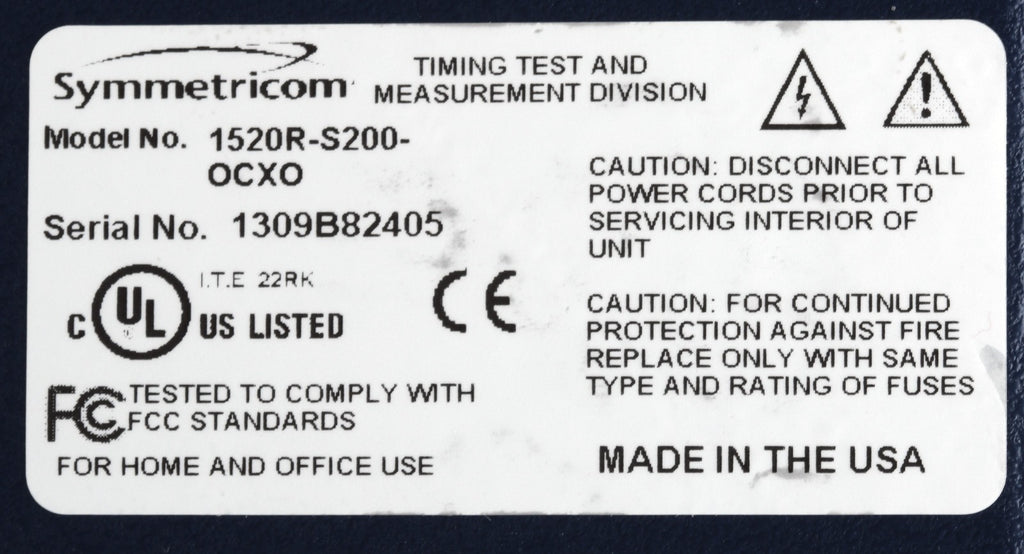 Symmetricom
TIMING TEST AND
MEASUREMENT DIVISION
Model No. 1520R-S200-
OCXO
Serial No. 1309B82405
I.T.E 22RK
C UL US LISTED
CE
FCC
TESTED TO COMPLY WITH
FCC STANDARDS
FOR HOME AND OFFICE USE
!
CAUTION: DISCONNECT ALL
POWER CORDS PRIOR TO
SERVICING INTERIOR OF
UNIT
CAUTION: FOR CONTINUED
PROTECTION AGAINST FIRE
REPLACE ONLY WITH SAME
TYPE AND RATING OF FUSES
MADE IN THE USA